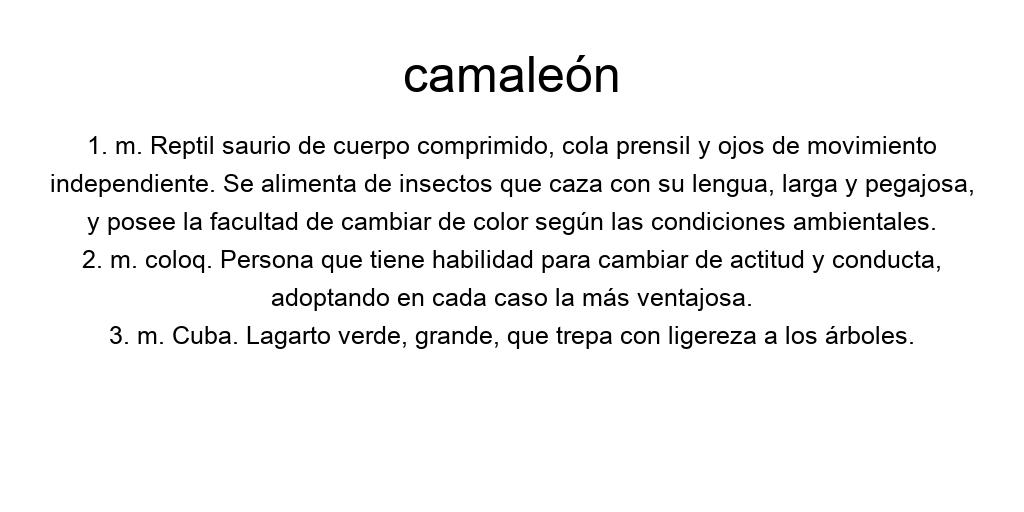 camaleón
1. m. Reptil saurio de cuerpo comprimido, cola prensil y ojos de movimiento
independiente. Se alimenta de insectos que caza con su lengua, larga y pegajosa,
y posee la facultad de cambiar de color según las condiciones ambientales.
2. m. coloq. Persona que tiene habilidad para cambiar de actitud y conducta,
adoptando en cada caso la más ventajosa.
3. m. Cuba. Lagarto verde, grande, que trepa con ligereza a los árboles.